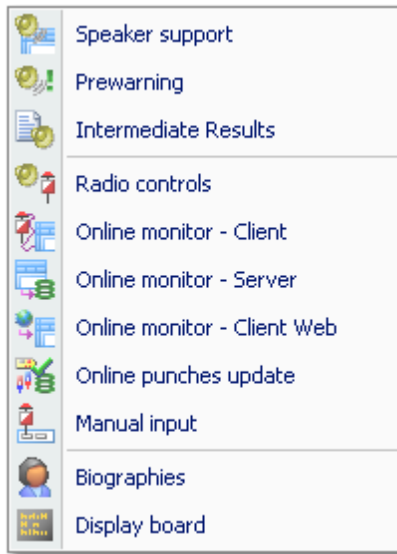 Speaker support
Prewarning
Intermediate Results
Radio controls
Online monitor - Client
Online monitor - Server
Online monitor - Client Web
Online punches update
Manual input
Biographies
Display board